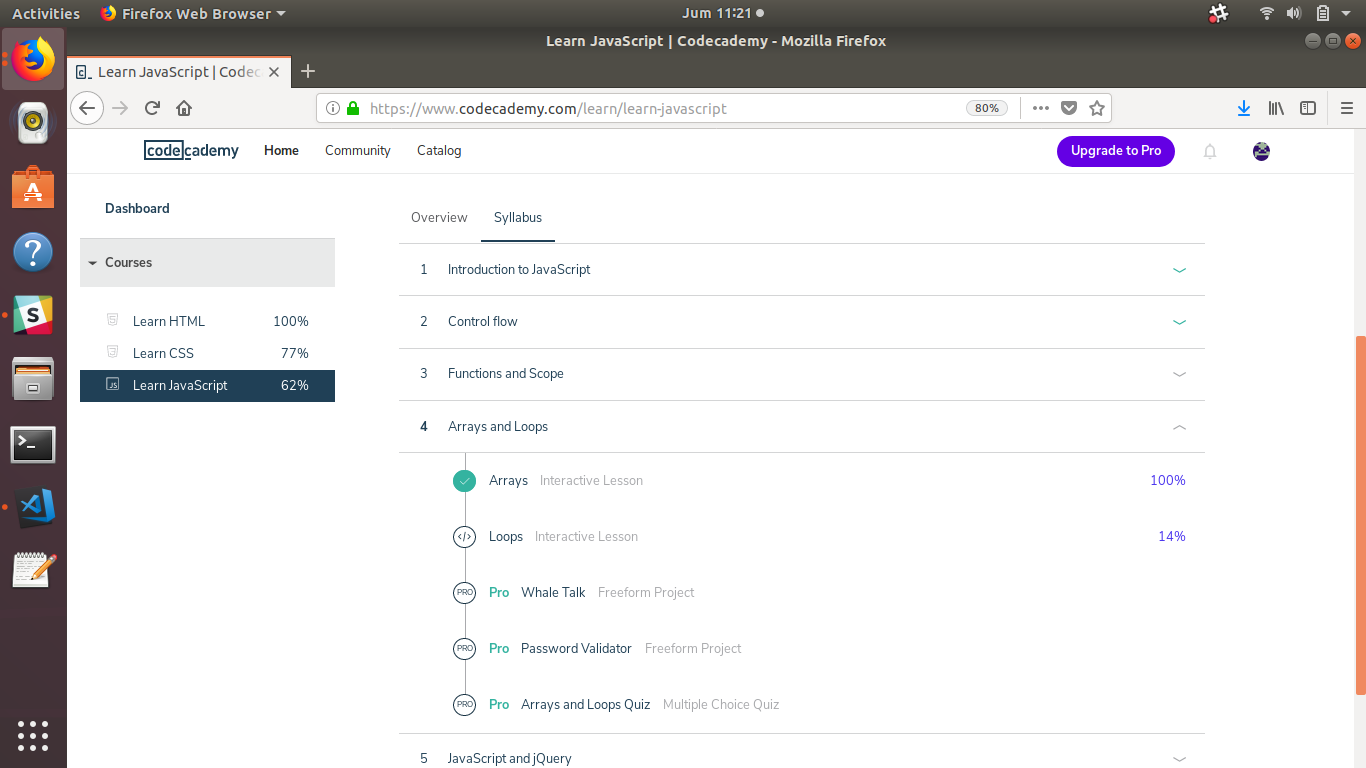 Activities Firefox Web Browser Jum 11:21
Learn JavaScript | Codecademy - Mozilla Firefox
Learn JavaScript | Codec
https://www.codecademy.com/learn/learn-javascript 80%
codecademy Home Community Catalog Upgrade to Pro
Dashboard
Courses
Learn HTML 100%
Learn CSS 77%
JS Learn JavaScript 62%
Overview Syllabus
1 Introduction to JavaScript
2 Control flow
3 Functions and Scope
4 Arrays and Loops
Arrays Interactive Lesson 100%
</> Loops Interactive Lesson 14%
PRO Pro Whale Talk Freeform Project
PRO Pro Password Validator Freeform Project
PRO Pro Arrays and Loops Quiz Multiple Choice Quiz
5 JavaScript and jQuery